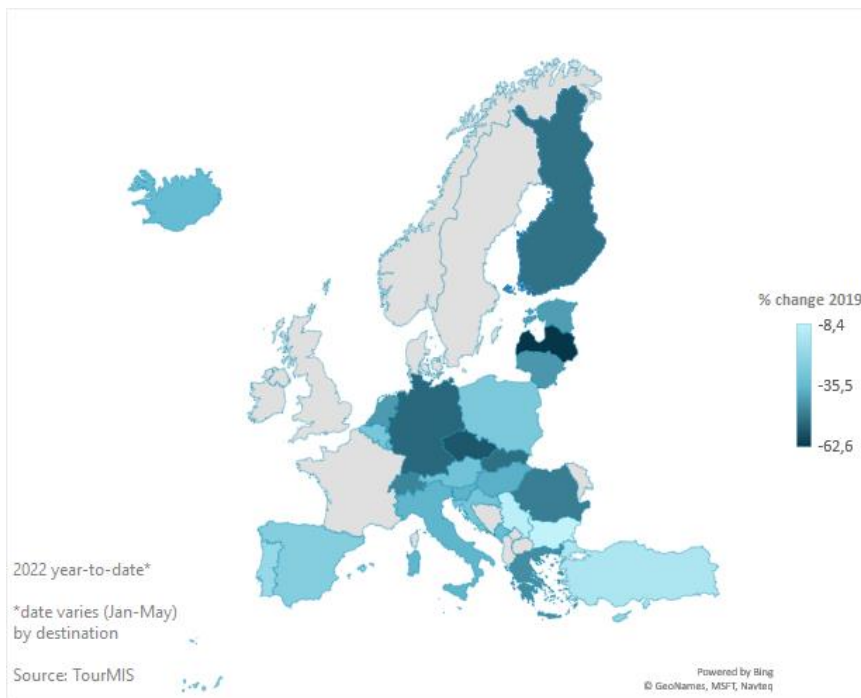 % change 2019
-8,4
-35,5
-62,6
2022 year-to-date*
*date varies (Jan-May)
by destination
Source: TourMIS
Powered by Bing
© GeoNames, MSFT, Navteq